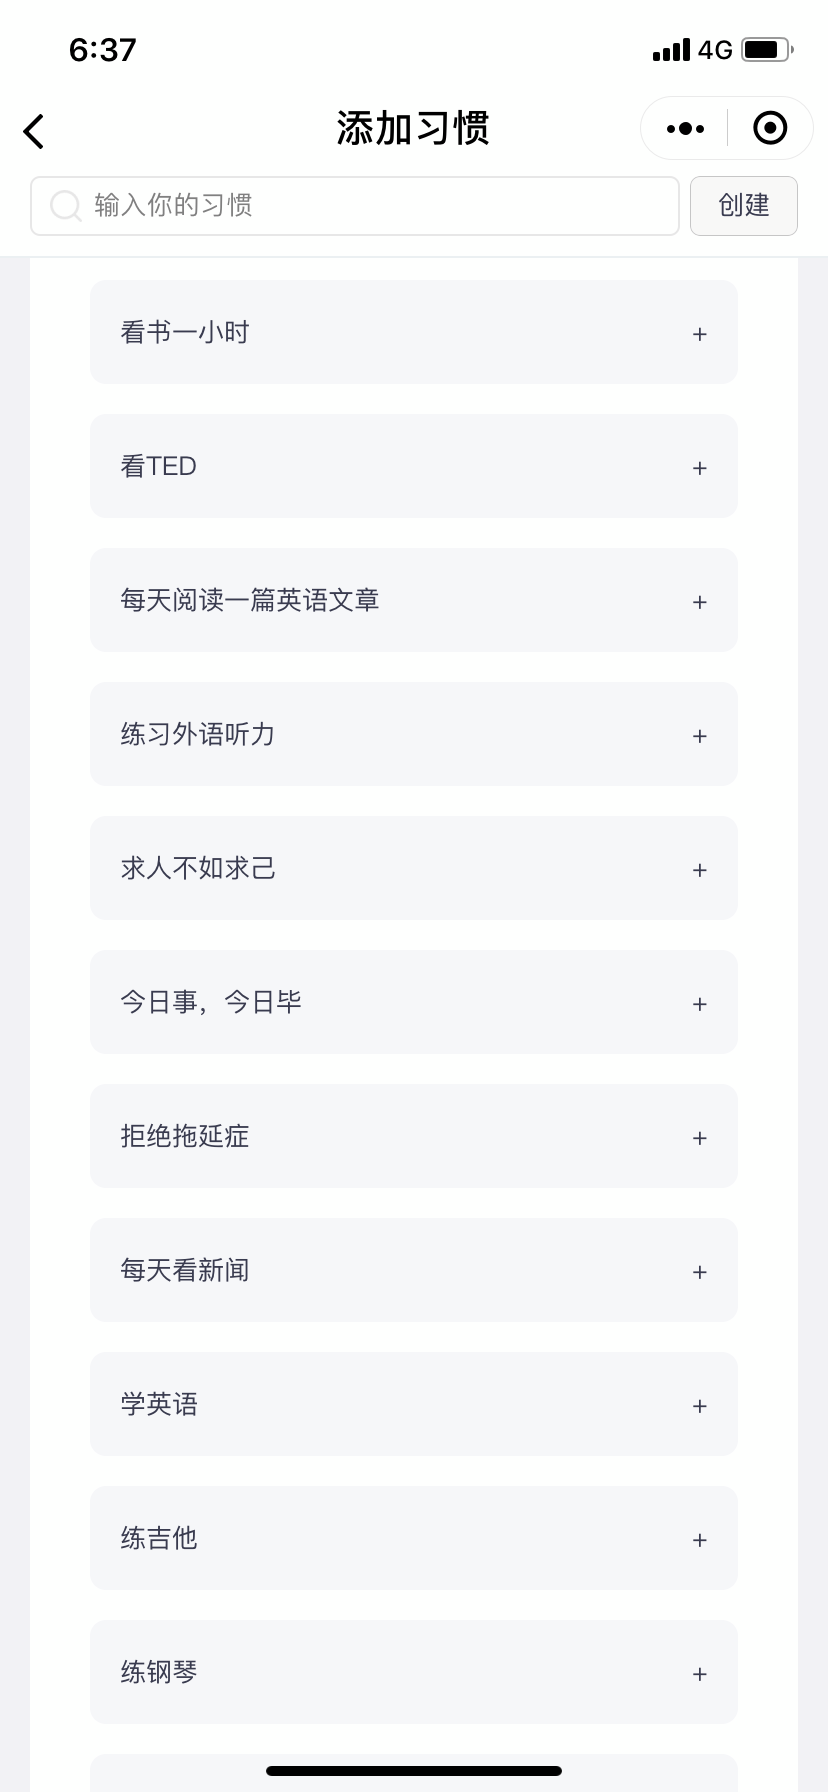 6:37
4G
添加习惯
输入你的习惯
创建
看书一小时
+
看TED
+
每天阅读一篇英语文章
+
练习外语听力
+
求人不如求己
+
今日事，今日毕
+
拒绝拖延症
+
每天看新闻
+
学英语
+
练吉他
+
练钢琴
+